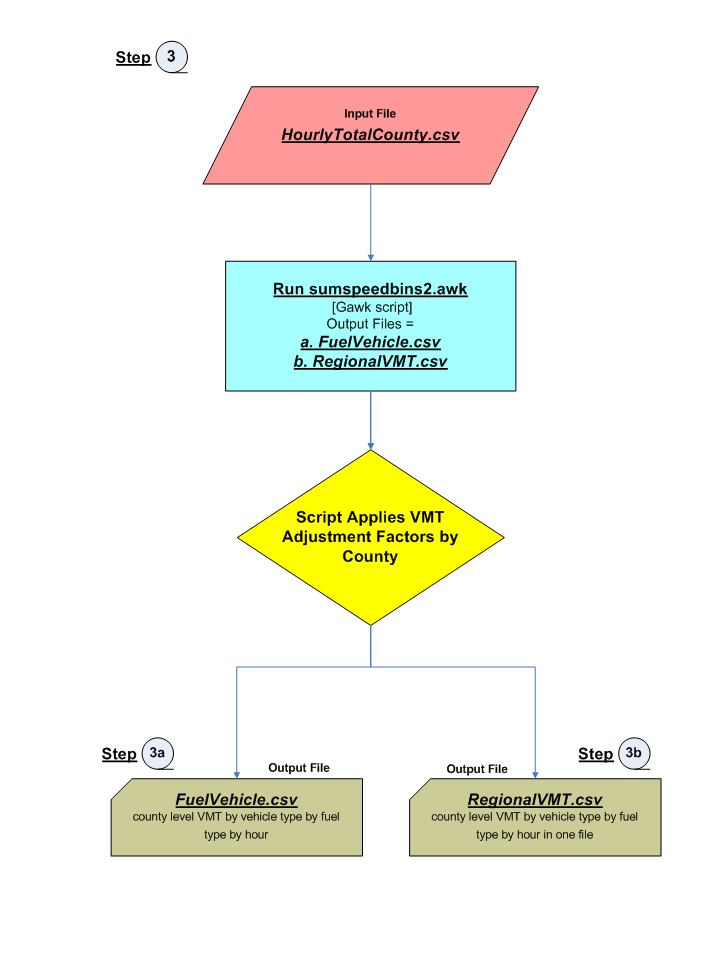 Step 3
Input File
HourlyTotalCounty.csv
Run sumspeedbins2.awk
[Gawk script]
Output Files =
a. FuelVehicle.csv
b. RegionalVMT.csv
Script Applies VMT
Adjustment Factors by
County
Step 3a
Output File
FuelVehicle.csv
county level VMT by vehicle type by fuel
type by hour
Step 3b
Output File
RegionalVMT.csv
county level VMT by vehicle type by fuel
type by hour in one file